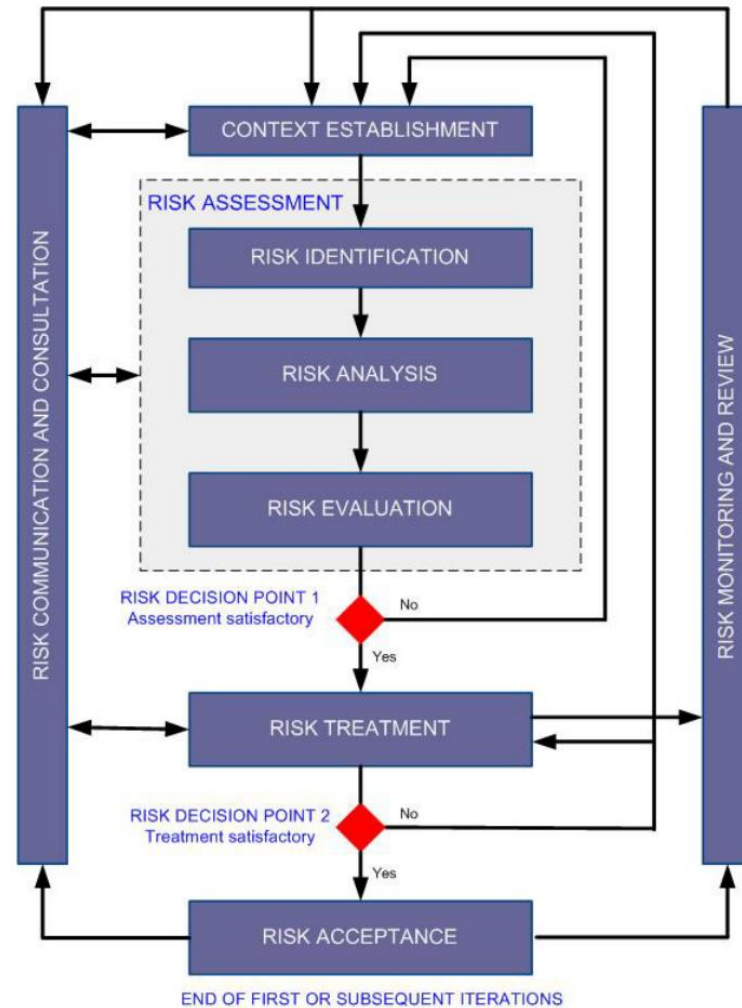 CONTEXT ESTABLISHMENT
RISK ASSESSMENT
RISK IDENTIFICATION
RISK ANALYSIS
RISK EVALUATION
RISK COMMUNICATION AND CONSULTATION
RISK MONITORING AND REVIEW
RISK DECISION POINT 1
Assessment satisfactory
No
Yes
RISK TREATMENT
RISK DECISION POINT 2
Treatment satisfactory
No
Yes
RISK ACCEPTANCE
END OF FIRST OR SUBSEQUENT ITERATIONS